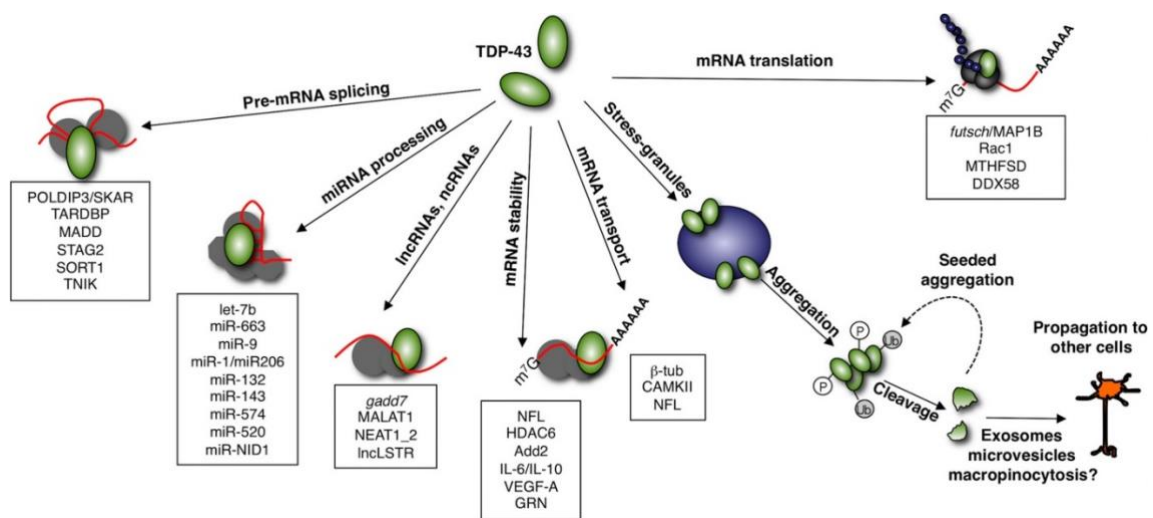 TDP-43
Pre-mRNA splicing
POLDIP3/SKAR
TARDBP
MADD
STAG2
SORT1
TNIK
miRNA processing
let-7b
miR-663
miR-9
miR-1/miR206
miR-132
miR-143
miR-574
miR-520
miR-NID1
lncRNAs, ncRNAs
gadd7
MALAT1
NEAT1_2
lncLSTR
mRNA stability
m⁷G
AAAAAA
NFL
HDAC6
Add2
IL-6/IL-10
VEGF-A
GRN
mRNA transport
β-tub
CAMKII
NFL
Stress-granules
Aggregation
P
P
Ub
Ub
Cleavage
Seeded
aggregation
Exosomes
microvesicles
macropinocytosis?
Propagation to
other cells
mRNA translation
m⁷G
AAAAAA
futsch/MAP1B
Rac1
MTHFSD
DDX58